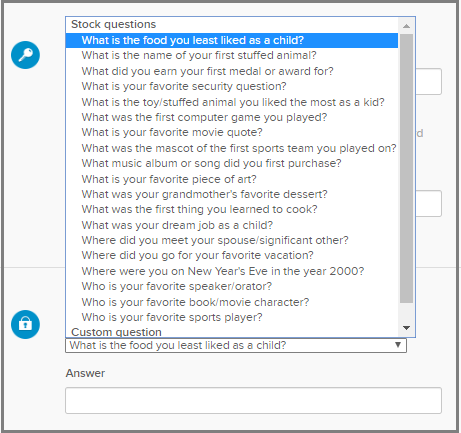 Stock questions
What is the food you least liked as a child?
What is the name of your first stuffed animal?
What did you earn your first medal or award for?
What is your favorite security question?
What is the toy/stuffed animal you liked the most as a kid?
What was the first computer game you played?
What is your favorite movie quote?
What was the mascot of the first sports team you played on?
What music album or song did you first purchase?
What is your favorite piece of art?
What was your grandmother's favorite dessert?
What was the first thing you learned to cook?
What was your dream job as a child?
Where did you meet your spouse/significant other?
Where did you go for your favorite vacation?
Where were you on New Year's Eve in the year 2000?
Who is your favorite speaker/orator?
Who is your favorite book/movie character?
Who is your favorite sports player?
Custom question
What is the food you least liked as a child?
Answer